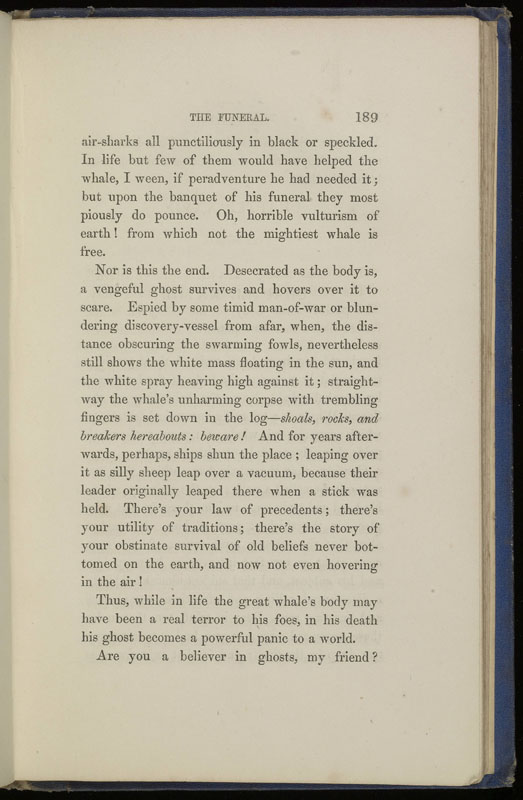 THE FUNERAL. 189
air-sharks all punctiliously in black or speckled.
In life but few of them would have helped the
whale, I ween, if peradventure he had needed it;
but upon the banquet of his funeral they most
piously do pounce. Oh, horrible vulturism of
earth! from which not the mightiest whale is
free.
Nor is this the end. Desecrated as the body is,
a vengeful ghost survives and hovers over it to
scare. Espied by some timid man-of-war or blun-
dering discovery-vessel from afar, when, the dis-
tance obscuring the swarming fowls, nevertheless
still shows the white mass floating in the sun, and
the white spray heaving high against it; straight-
way the whale's unharming corpse with trembling
fingers is set down in the log—shoals, rocks, and
breakers hereabouts: beware! And for years after-
wards, perhaps, ships shun the place; leaping over
it as silly sheep leap over a vacuum, because their
leader originally leaped there when a stick was
held. There's your law of precedents; there's
your utility of traditions; there's the story of
your obstinate survival of old beliefs never bot-
tomed on the earth, and now not even hovering
in the air!
Thus, while in life the great whale's body may
have been a real terror to his foes, in his death
his ghost becomes a powerful panic to a world.
Are you a believer in ghosts, my friend?